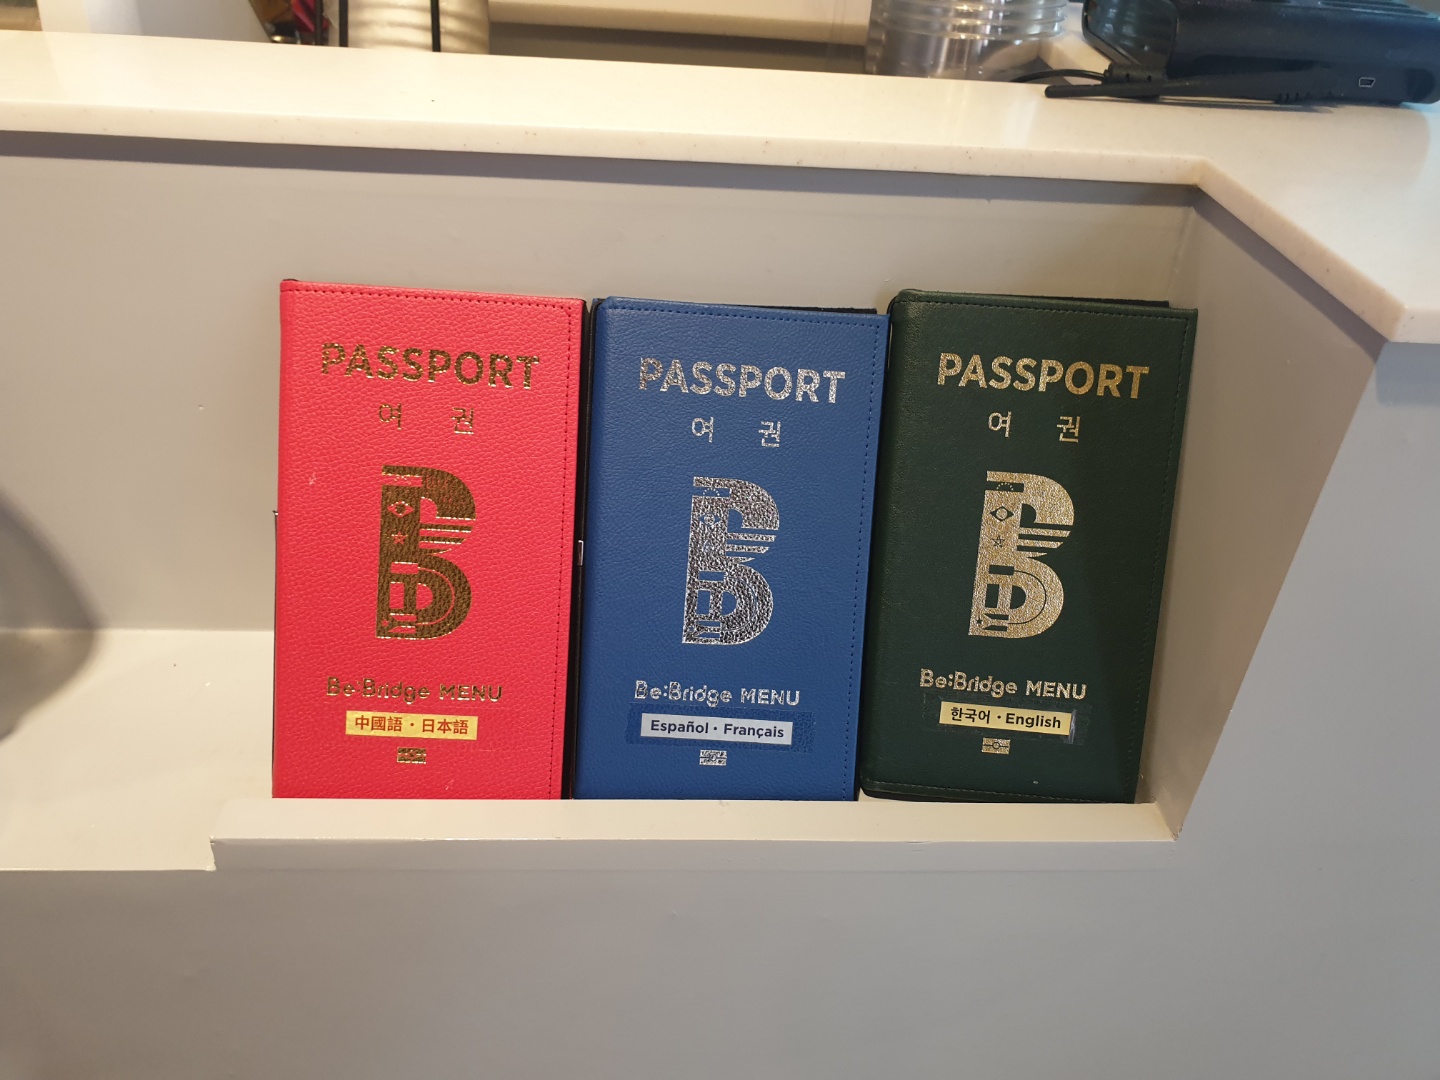 PASSPORT
여 권
B
Be:Bridge MENU
中國語・日本語
PASSPORT
여 권
B
Be:Bridge MENU
Español・Français
PASSPORT
여 권
B
Be:Bridge MENU
한국어・English